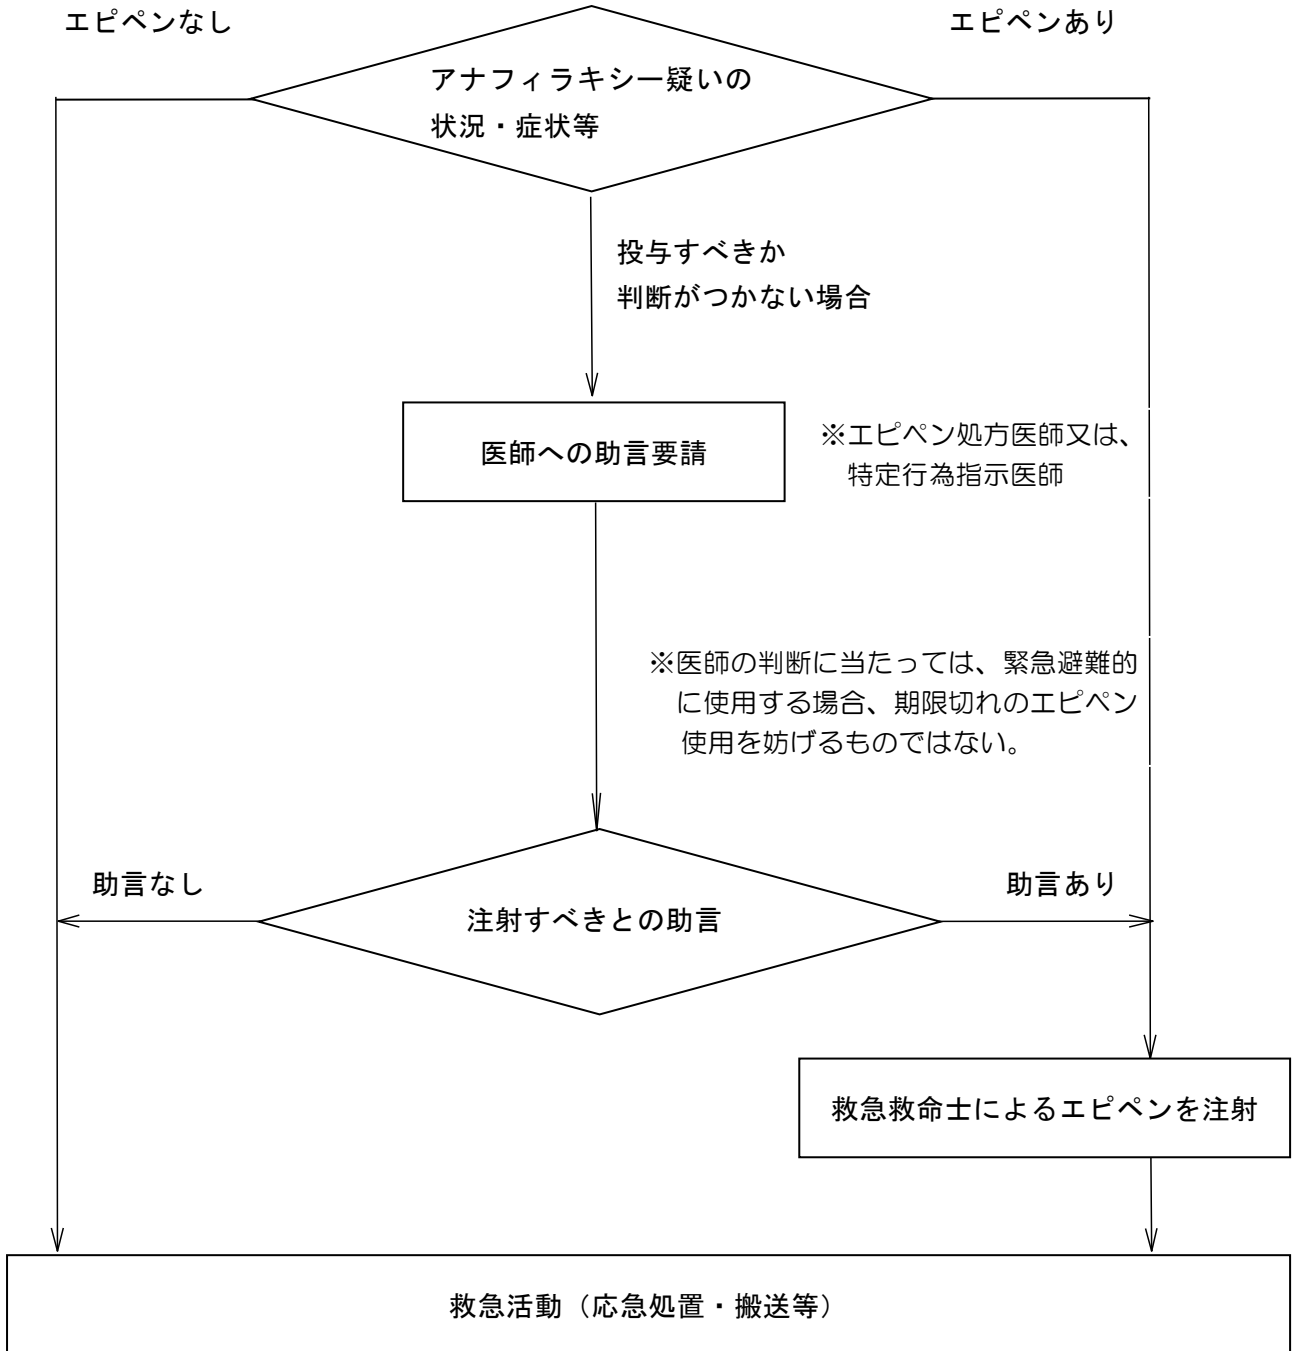 エピペンなし
エピペンあり
アナフィラキシー疑いの
状況・症状等
投与すべきか
判断がつかない場合
医師への助言要請
※エピペン処方医師又は、
特定行為指示医師
※医師の判断に当たっては、緊急避難的
に使用する場合、期限切れのエピペン
使用を妨げるものではない。
助言なし
助言あり
注射すべきとの助言
救急救命士によるエピペンを注射
救急活動（応急処置・搬送等）